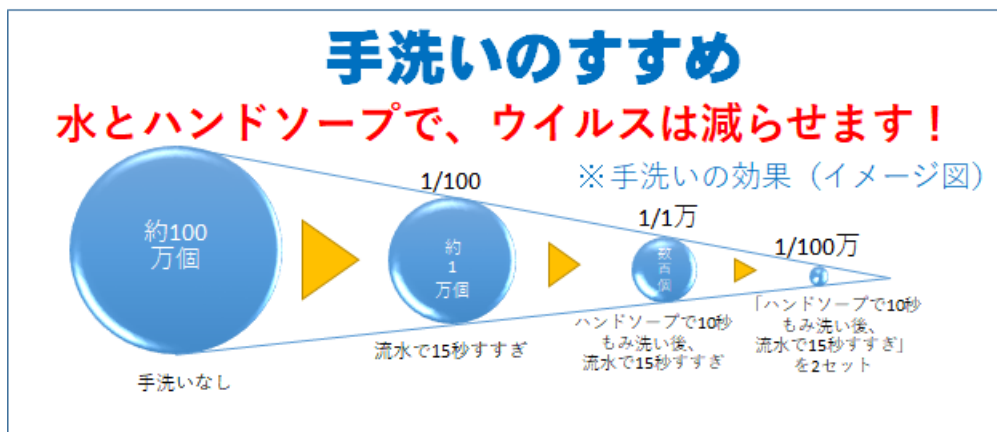 手洗いのすすめ
水とハンドソープで、ウイルスは減らせます！
※手洗いの効果（イメージ図）
約100
万個
手洗いなし
1/100
約
1
万個
流水で15秒すすぎ
1/1万
数百個
ハンドソープで10秒
もみ洗い後、
流水で15秒すすぎ
1/100万
「ハンドソープで10秒
もみ洗い後、
流水で15秒すすぎ」
を2セット